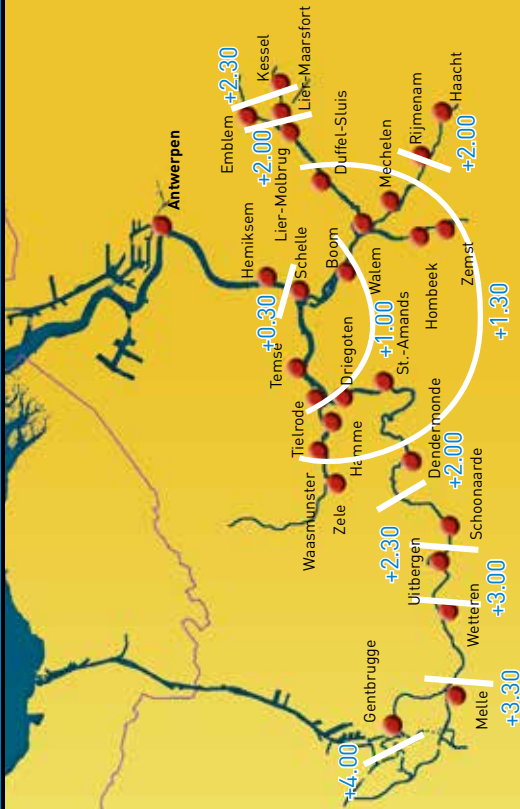 Antwerpen
Hemiksem
Schelle
+0.30
Temse
Tielrode
Driegoten
+1.00
St.-Amands
Boom
Walem
Hombeek
Zemst
+1.30
Waasmunster
Zele
Hamme
Dendermonde
+2.00
Schoonaarde
Uitbergen
+2.30
Wetteren
+3.00
Melle
+3.30
Gentbrugge
+4.00
Duffel-Sluis
Mechelen
Rijmenam
Haacht
+2.00
Lier-Molbrug
Lier-Maarsfort
+2.00
Emblem
Kessel
+2.30